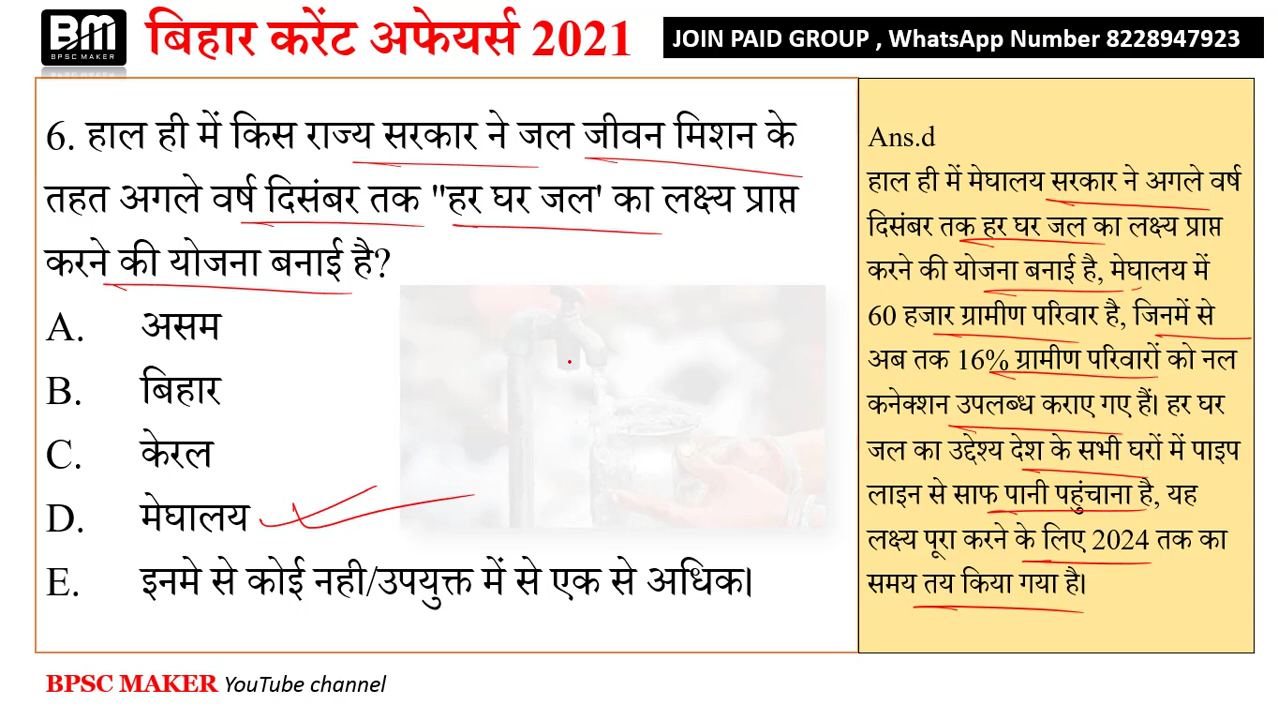 BM
BPSC MAKER
बिहार करेंट अफेयर्स 2021
JOIN PAID GROUP , WhatsApp Number 8228947923
6. हाल ही में किस राज्य सरकार ने जल जीवन मिशन के
तहत अगले वर्ष दिसंबर तक "हर घर जल' का लक्ष्य प्राप्त
करने की योजना बनाई है?
A. असम
B. बिहार
C. केरल
D. मेघालय
E. इनमे से कोई नही/उपयुक्त में से एक से अधिक।
Ans.d
हाल ही में मेघालय सरकार ने अगले वर्ष
दिसंबर तक हर घर जल का लक्ष्य प्राप्त
करने की योजना बनाई है, मेघालय में
60 हजार ग्रामीण परिवार है, जिनमें से
अब तक 16% ग्रामीण परिवारों को नल
कनेक्शन उपलब्ध कराए गए हैं। हर घर
जल का उद्देश्य देश के सभी घरों में पाइप
लाइन से साफ पानी पहुंचाना है, यह
लक्ष्य पूरा करने के लिए 2024 तक का
समय तय किया गया है।
BPSC MAKER YouTube channel